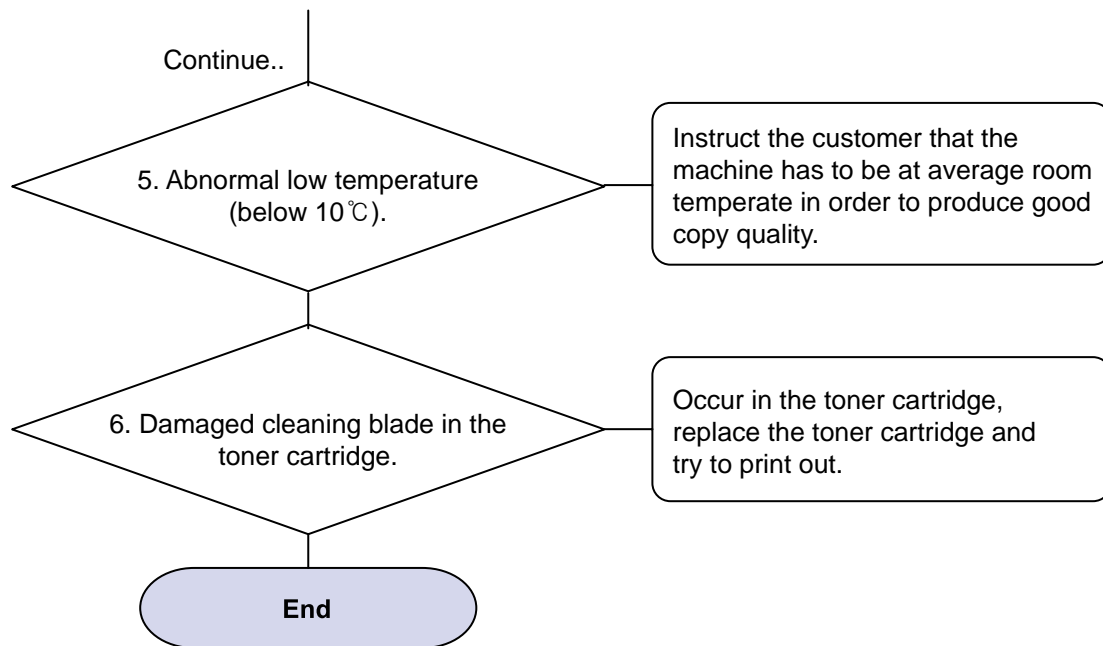 Continue..
5. Abnormal low temperature
(below 10℃).
Instruct the customer that the
machine has to be at average room
temperate in order to produce good
copy quality.
6. Damaged cleaning blade in the
toner cartridge.
Occur in the toner cartridge,
replace the toner cartridge and
try to print out.
End